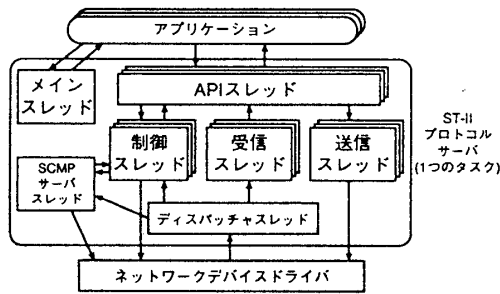 アプリケーション
メイン
スレッド
APIスレッド
制御
スレッド
受信
スレッド
送信
スレッド
SCMP
サーバ
スレッド
ディスパッチャスレッド
ネットワークデバイスドライバ
ST-II
プロトコル
サーバ
(1つのタスク)